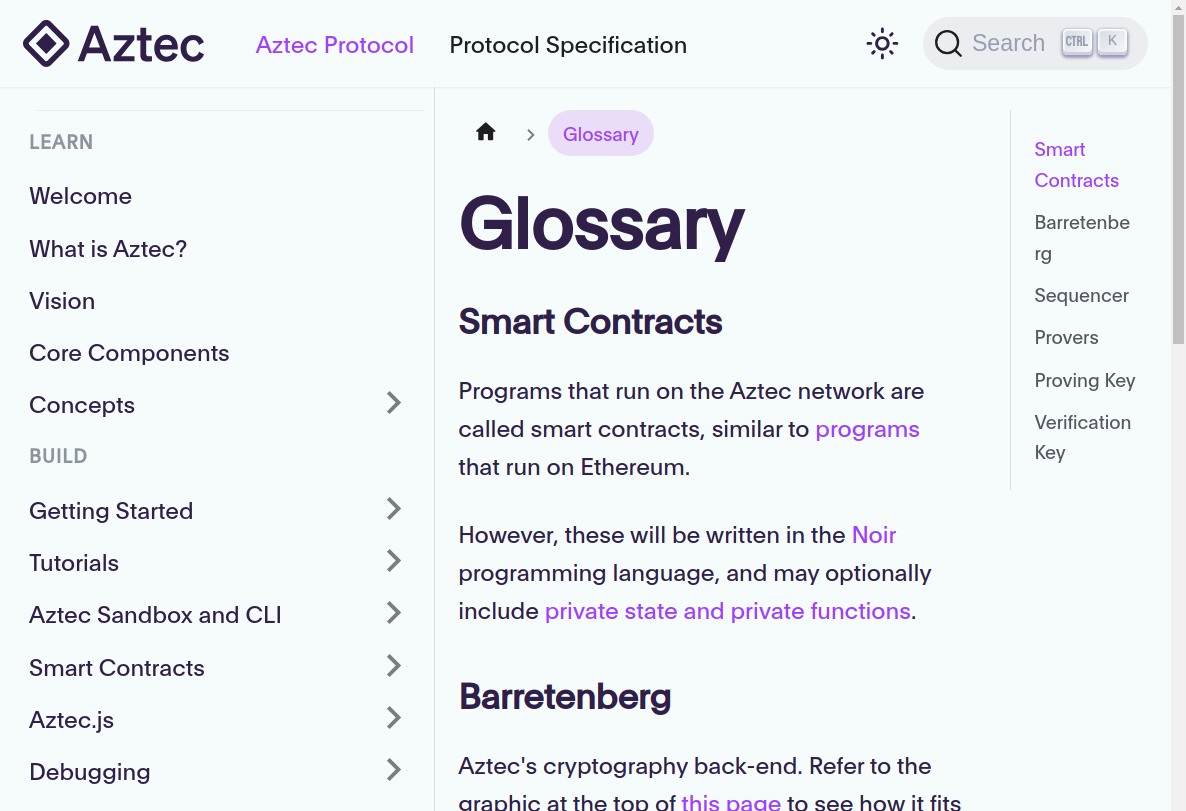 Aztec
Aztec Protocol
Protocol Specification
Search
CTRL
K
LEARN
Welcome
What is Aztec?
Vision
Core Components
Concepts
BUILD
Getting Started
Tutorials
Aztec Sandbox and CLI
Smart Contracts
Aztec.js
Debugging
Glossary
Glossary
Smart Contracts
Programs that run on the Aztec network are
called smart contracts, similar to programs
that run on Ethereum.
However, these will be written in the Noir
programming language, and may optionally
include private state and private functions.
Barretenberg
Aztec's cryptography back-end. Refer to the
graphic at the top of this page to see how it fits
Smart
Contracts
Barretenbe
rg
Sequencer
Provers
Proving Key
Verification
Key